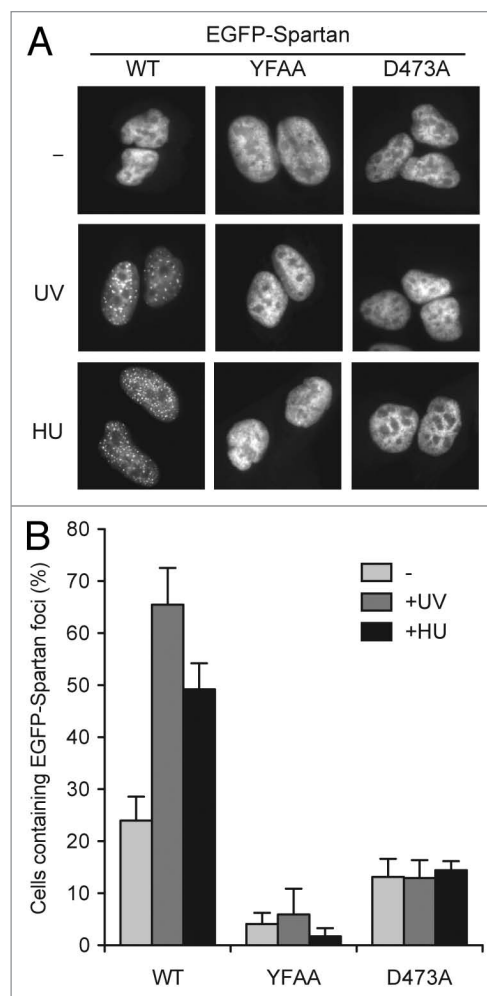 A
EGFP-Spartan
WT YFAA D473A
–
UV
HU
B
Cells containing EGFP-Spartan foci (%)
80
70
60
50
40
30
20
10
0
-
+UV
+HU
WT YFAA D473A